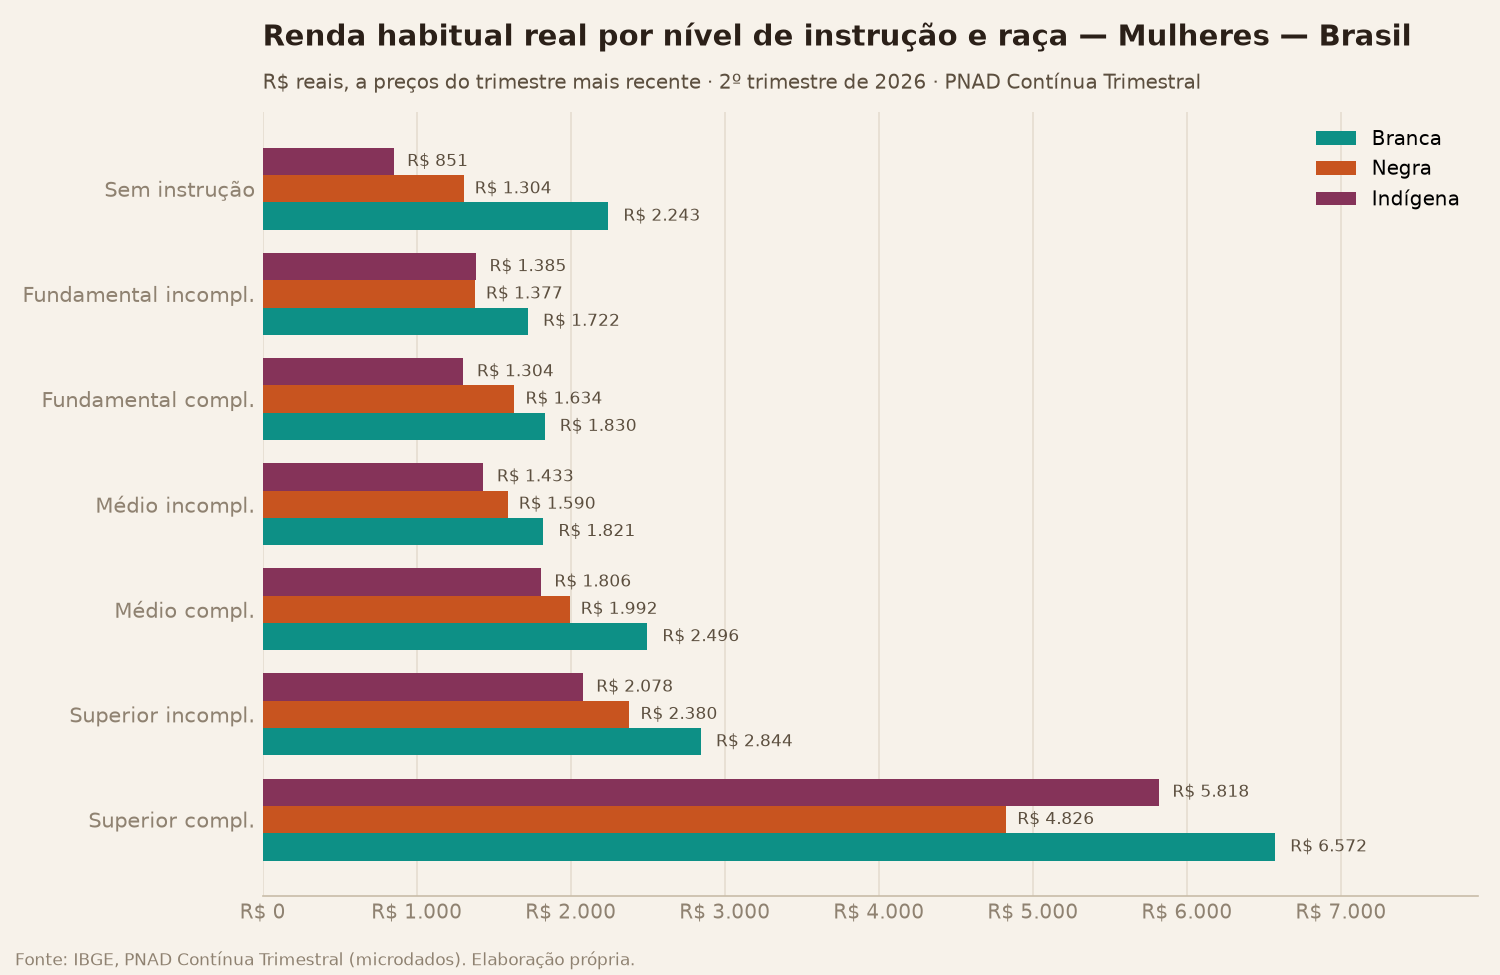 Renda habitual real por nível de instrução e raça — Mulheres — Brasil
R$ reais, a preços do trimestre mais recente · 2º trimestre de 2026 · PNAD Contínua Trimestral
Branca
Negra
Indígena
Sem instrução
R$ 851
R$ 1.304
R$ 2.243
Fundamental incompl.
R$ 1.385
R$ 1.377
R$ 1.722
Fundamental compl.
R$ 1.304
R$ 1.634
R$ 1.830
Médio incompl.
R$ 1.433
R$ 1.590
R$ 1.821
Médio compl.
R$ 1.806
R$ 1.992
R$ 2.496
Superior incompl.
R$ 2.078
R$ 2.380
R$ 2.844
Superior compl.
R$ 5.818
R$ 4.826
R$ 6.572
R$ 0 R$ 1.000 R$ 2.000 R$ 3.000 R$ 4.000 R$ 5.000 R$ 6.000 R$ 7.000
Fonte: IBGE, PNAD Contínua Trimestral (microdados). Elaboração própria.